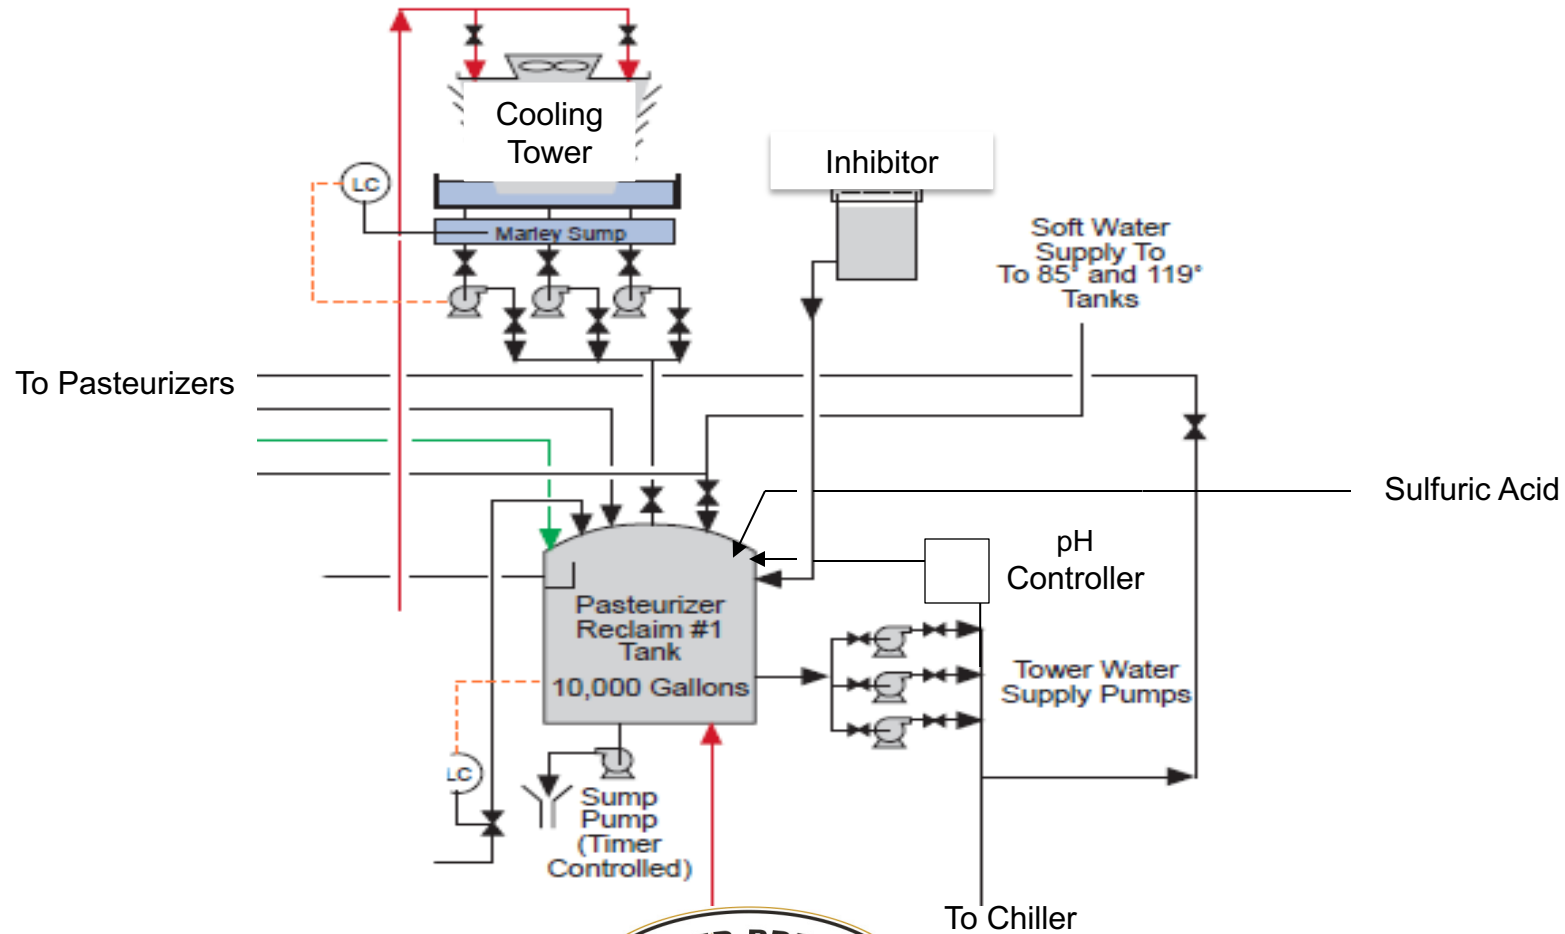 Cooling
Tower
LC
Marley Sump
Inhibitor
Soft Water
Supply To
To 85° and 119°
Tanks
To Pasteurizers
Sulfuric Acid
pH
Controller
Pasteurizer
Reclaim #1
Tank
10,000 Gallons
Tower Water
Supply Pumps
LC
Sump
Pump
(Timer
Controlled)
To Chiller